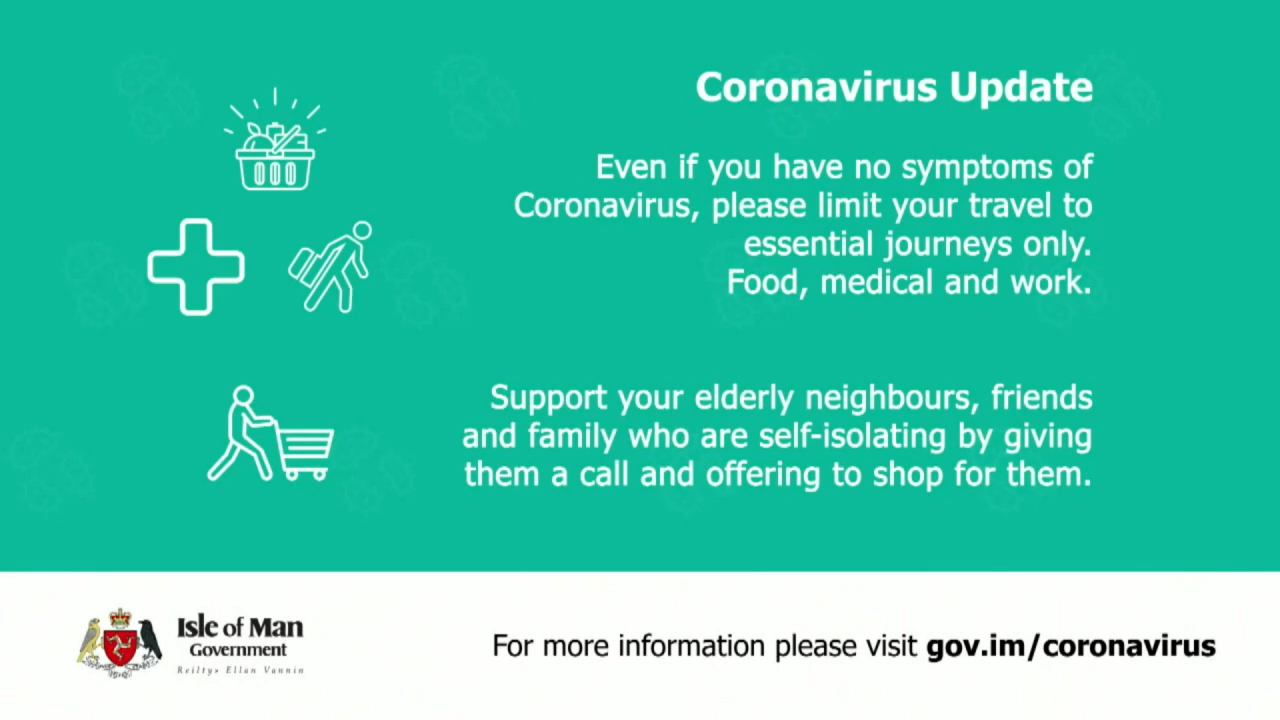 Coronavirus Update
Even if you have no symptoms of
Coronavirus, please limit your travel to
essential journeys only.
Food, medical and work.
Support your elderly neighbours, friends
and family who are self-isolating by giving
them a call and offering to shop for them.
Isle of Man
Government
Reiltys Ellan Vannin
For more information please visit gov.im/coronavirus